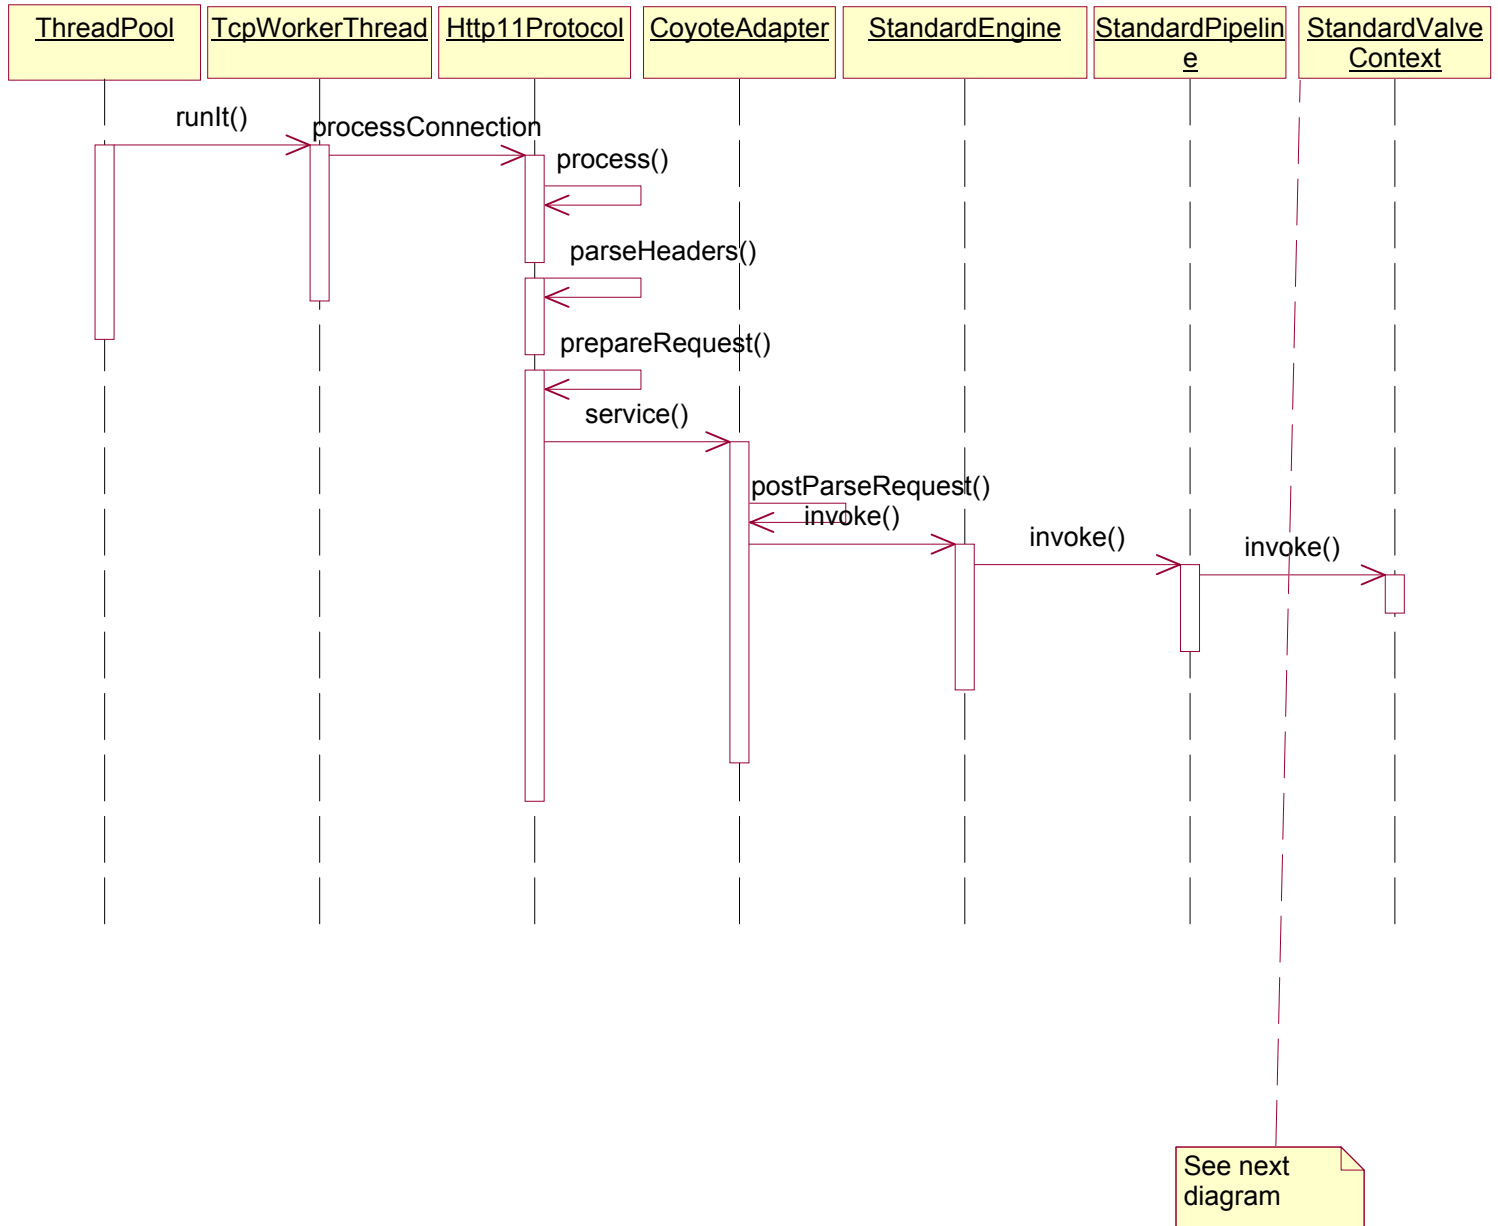 ThreadPool
TcpWorkerThread
Http11Protocol
CoyoteAdapter
StandardEngine
StandardPipelin
e
StandardValve
Context
runIt()
processConnection
process()
parseHeaders()
prepareRequest()
service()
postParseRequest()
invoke()
invoke()
invoke()
See next
diagram